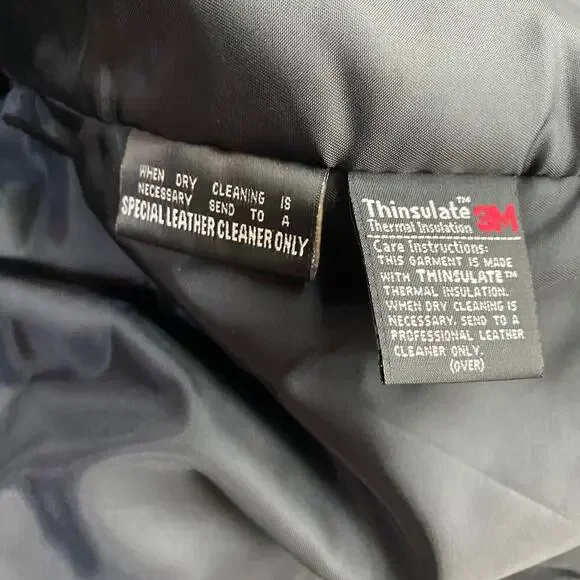 WHEN DRY CLEANING IS
NECESSARY SEND TO A
SPECIAL LEATHER CLEANER ONLY
Thinsulate™ 3M
Thermal Insulation
Care Instructions:
THIS GARMENT IS MADE
WITH THINSULATE™
THERMAL INSULATION.
WHEN DRY CLEANING IS
NECESSARY, SEND TO A
PROFESSIONAL LEATHER
CLEANER ONLY.
(OVER)